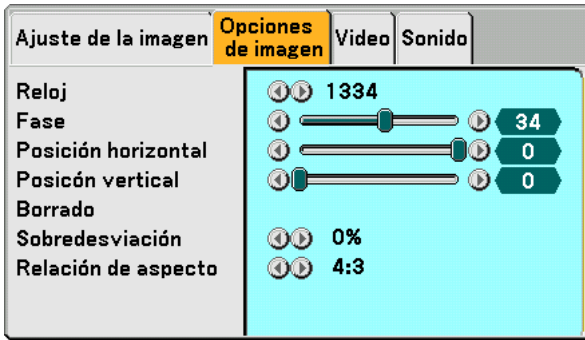 Ajuste de la imagen
Opciones
de imagen
Video
Sonido
Reloj 1334
Fase 34
Posición horizontal 0
Posicón vertical 0
Borrado
Sobredesviación 0%
Relación de aspecto 4:3